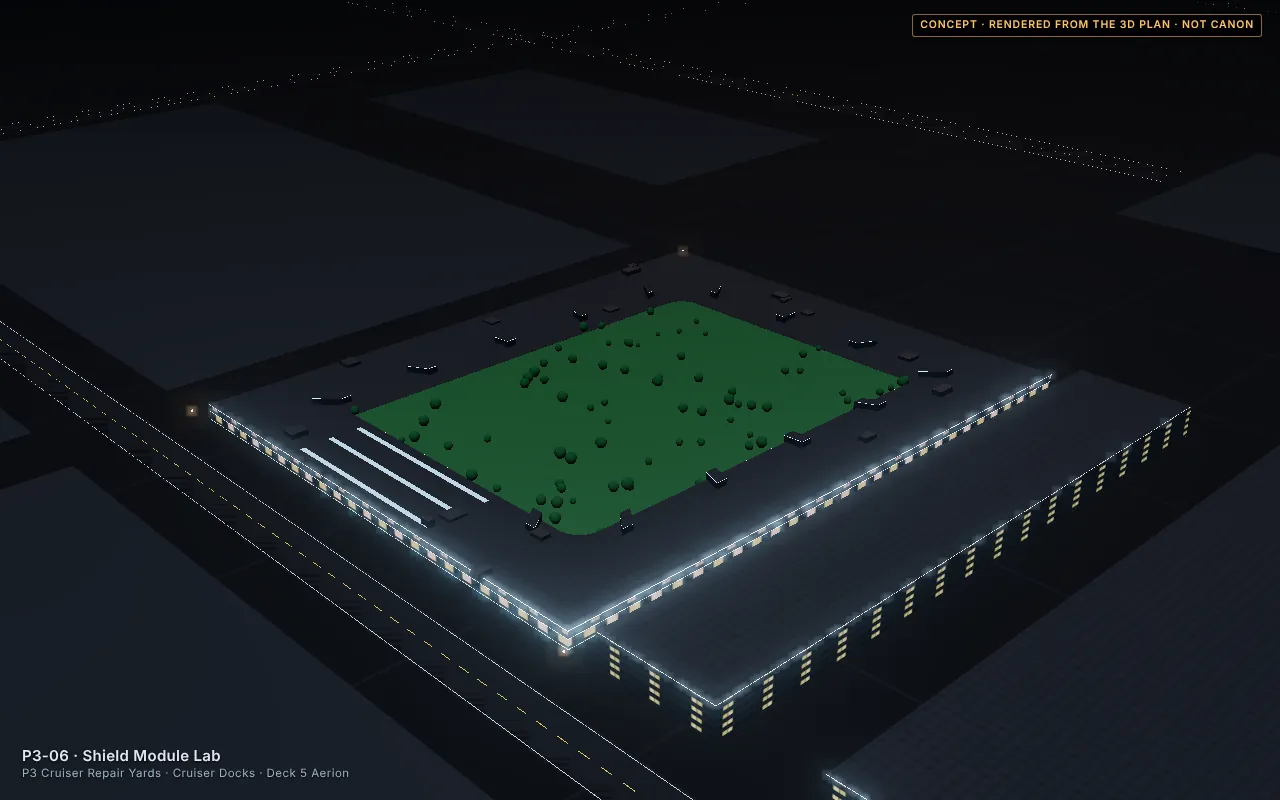 CONCEPT · RENDERED FROM THE 3D PLAN · NOT CANON
P3-06 · Shield Module Lab
P3 Cruiser Repair Yards · Cruiser Docks · Deck 5 Aerion